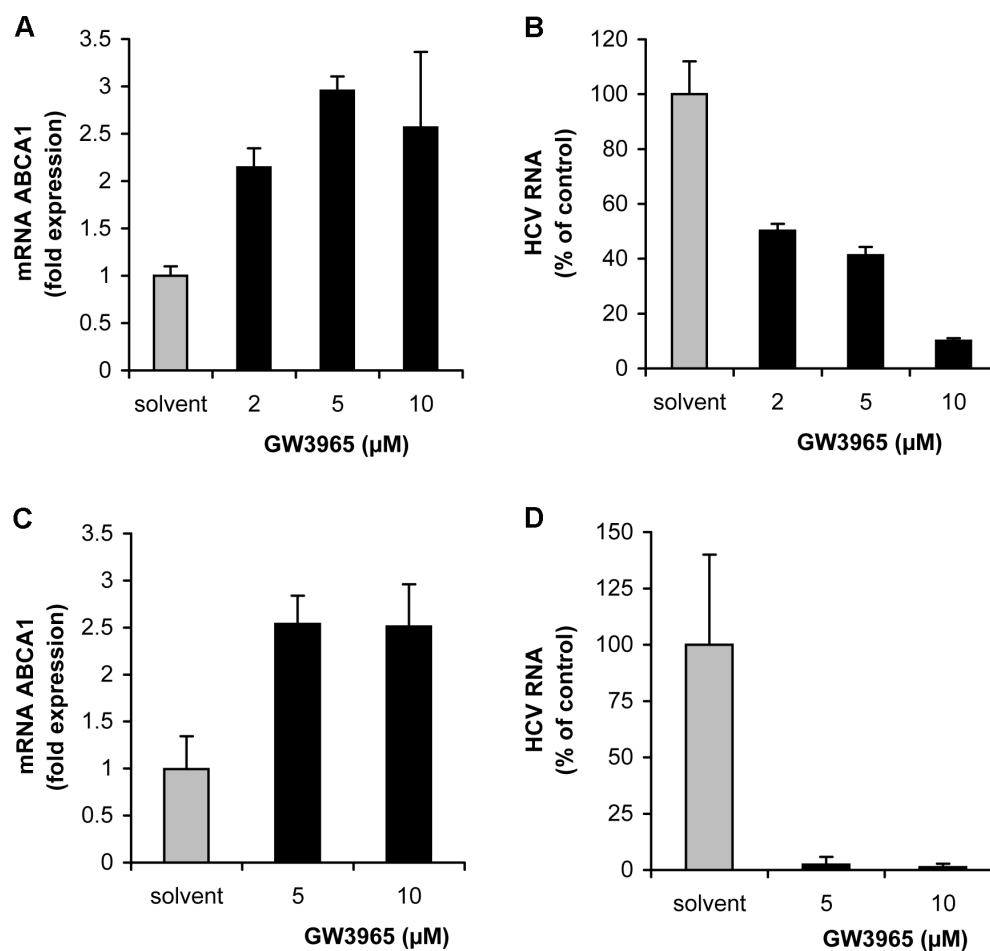 A
mRNA ABCA1
(fold expression)
3.5
3
2.5
2
1.5
1
0.5
0
solvent 2 5 10
GW3965 (µM)
B
HCV RNA
(% of control)
120
100
80
60
40
20
0
solvent 2 5 10
GW3965 (µM)
C
mRNA ABCA1
(fold expression)
3.5
3
2.5
2
1.5
1
0.5
0
solvent 5 10
GW3965 (µM)
D
HCV RNA
(% of control)
150
125
100
75
50
25
0
solvent 5 10
GW3965 (µM)